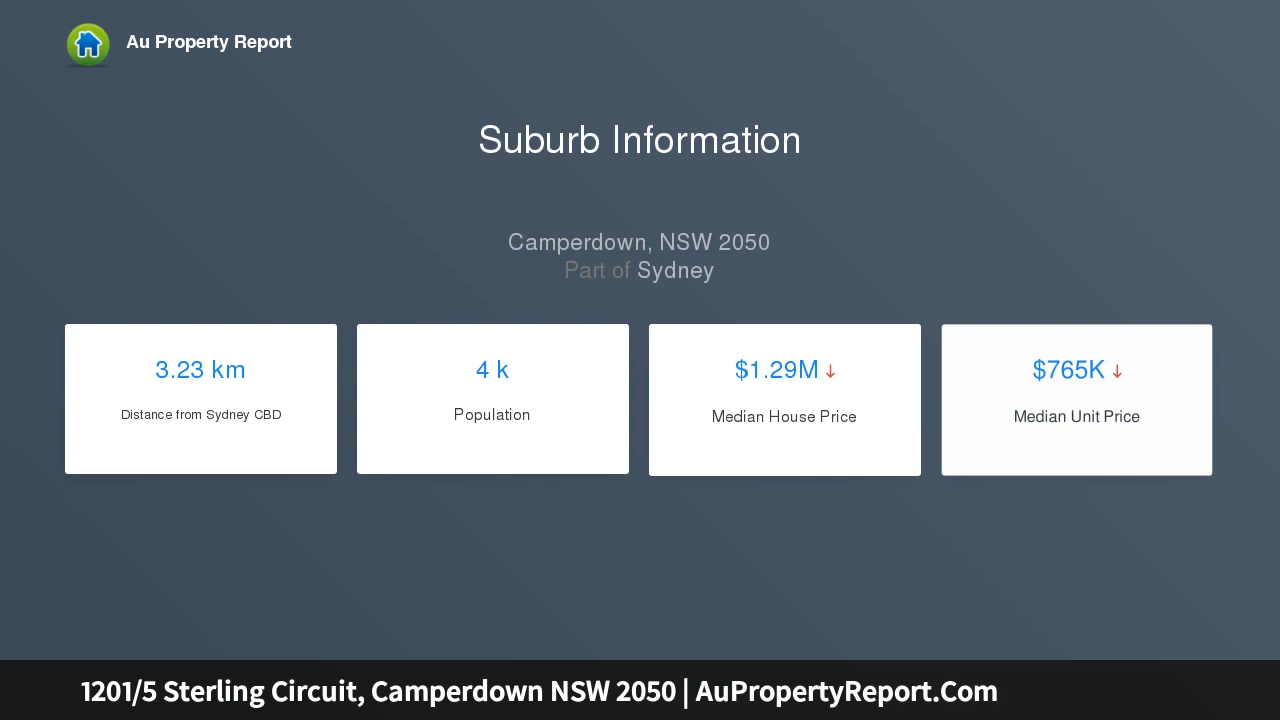 Au Property Report
Suburb Information
Camperdown, NSW 2050
Part of Sydney
3.23 km
Distance from Sydney CBD
4 k
Population
$1.29M ↓
Median House Price
$765K ↓
Median Unit Price
1201/5 Sterling Circuit, Camperdown NSW 2050 | AuPropertyReport.Com